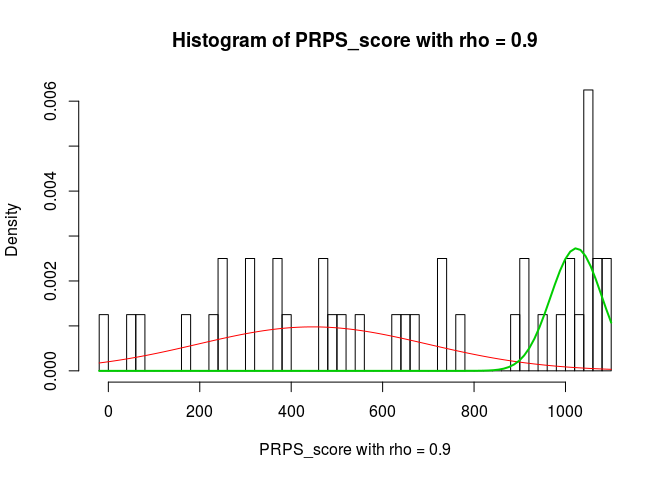 Histogram of PRPS_score with rho = 0.9
Density
0.006
0.004
0.002
0.000
0 200 400 600 800 1000
PRPS_score with rho = 0.9